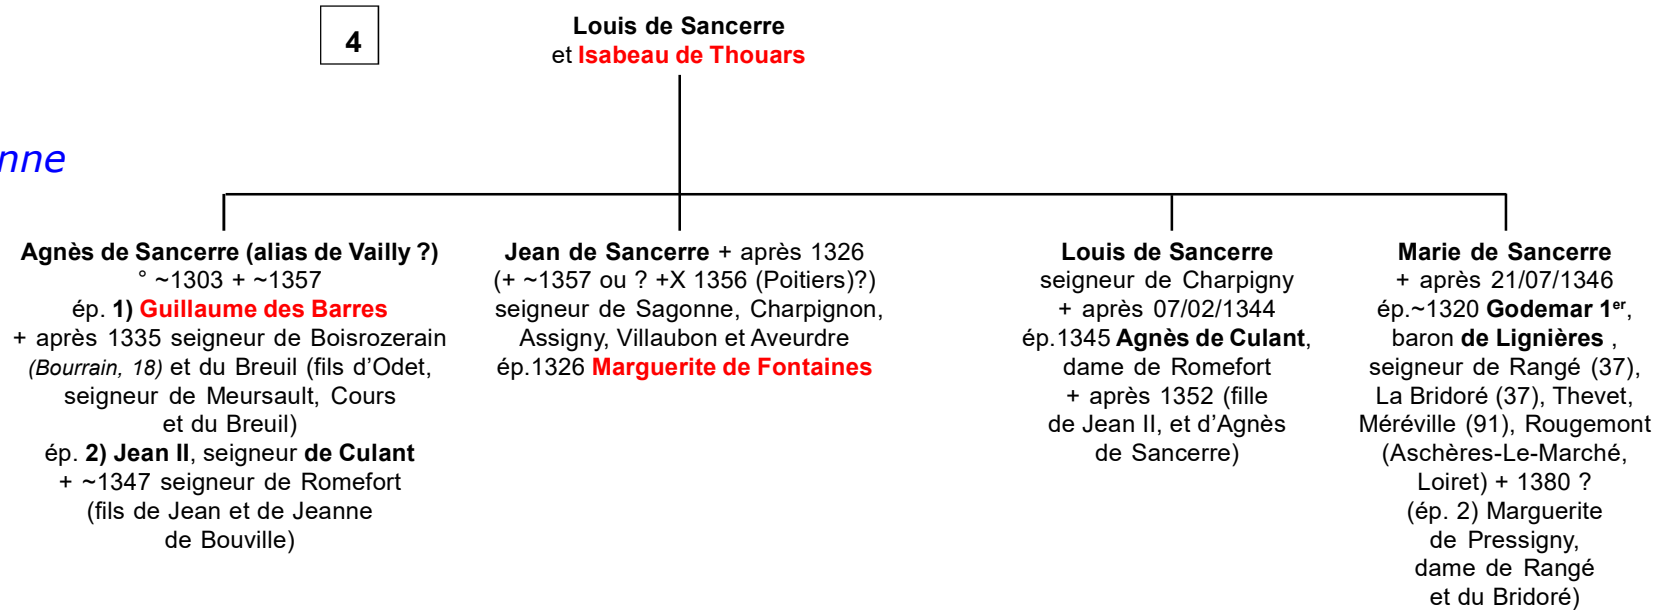 4
Louis de Sancerre
et Isabeau de Thouars
nne
Agnès de Sancerre (alias de Vailly ?)
° ~1303 + ~1357
ép. 1) Guillaume des Barres
+ après 1335 seigneur de Boisrozerain
(Bourrain, 18) et du Breuil (fils d’Odet,
seigneur de Meursault, Cours
et du Breuil)
ép. 2) Jean II, seigneur de Culant
+ ~1347 seigneur de Romefort
(fils de Jean et de Jeanne
de Bouville)
Jean de Sancerre + après 1326
(+ ~1357 ou ? +X 1356 (Poitiers)?)
seigneur de Sagonne, Charpignon,
Assigny, Villaubon et Aveurdre
ép.1326 Marguerite de Fontaines
Louis de Sancerre
seigneur de Charpigny
+ après 07/02/1344
ép.1345 Agnès de Culant,
dame de Romefort
+ après 1352 (fille
de Jean II, et d’Agnès
de Sancerre)
Marie de Sancerre
+ après 21/07/1346
ép.~1320 Godemar 1er,
baron de Lignières ,
seigneur de Rangé (37),
La Bridoré (37), Thevet,
Méréville (91), Rougemont
(Aschères-Le-Marché,
Loiret) + 1380 ?
(ép. 2) Marguerite
de Pressigny,
dame de Rangé
et du Bridoré)